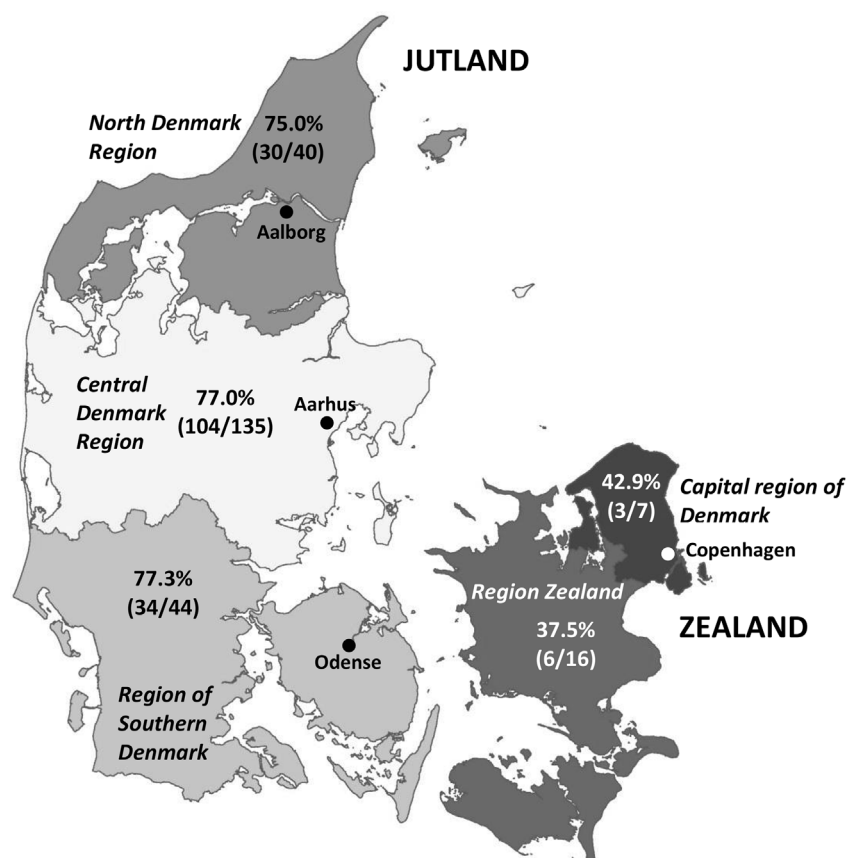 JUTLAND
North Denmark
Region
75.0%
(30/40)
Aalborg
Central
Denmark
Region
77.0%
(104/135)
Aarhus
42.9%
(3/7)
Capital region of
Denmark
Copenhagen
77.3%
(34/44)
Region Zealand
37.5%
(6/16)
ZEALAND
Odense
Region of
Southern
Denmark